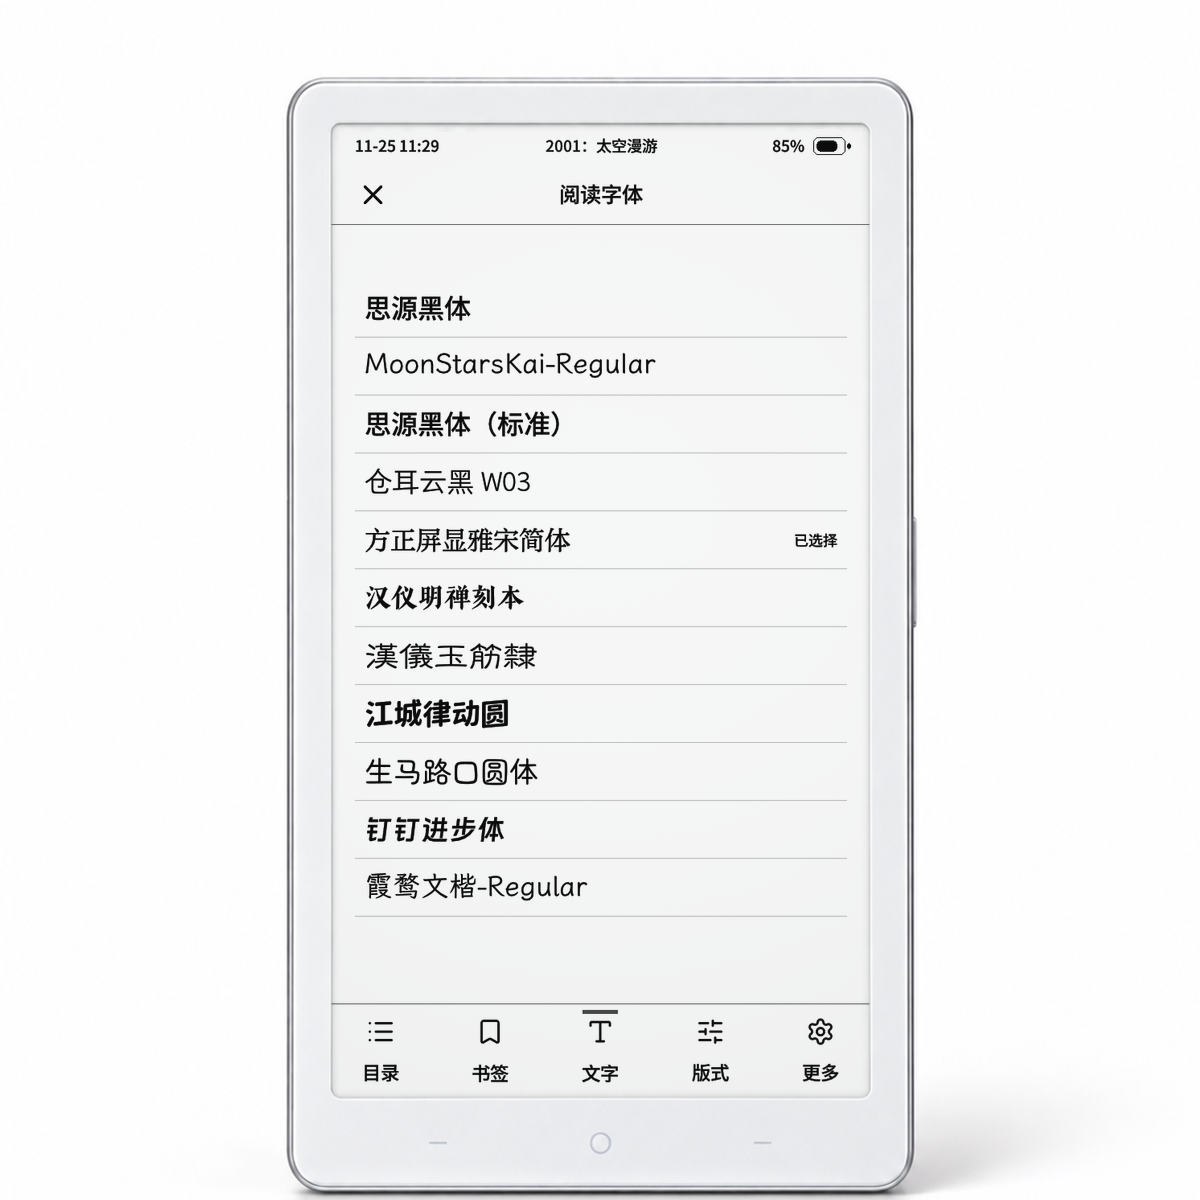 11-25 11:29 2001：太空漫游 85%
阅读字体
思源黑体
MoonStarsKai-Regular
思源黑体（标准）
仓耳云黑 W03
方正屏显雅宋简体 已选择
汉仪明禅刻本
漢儀玉筯隸
江城律动圆
生马路口圆体
钉钉进步体
霞鹜文楷-Regular
目录 书签 文字 版式 更多